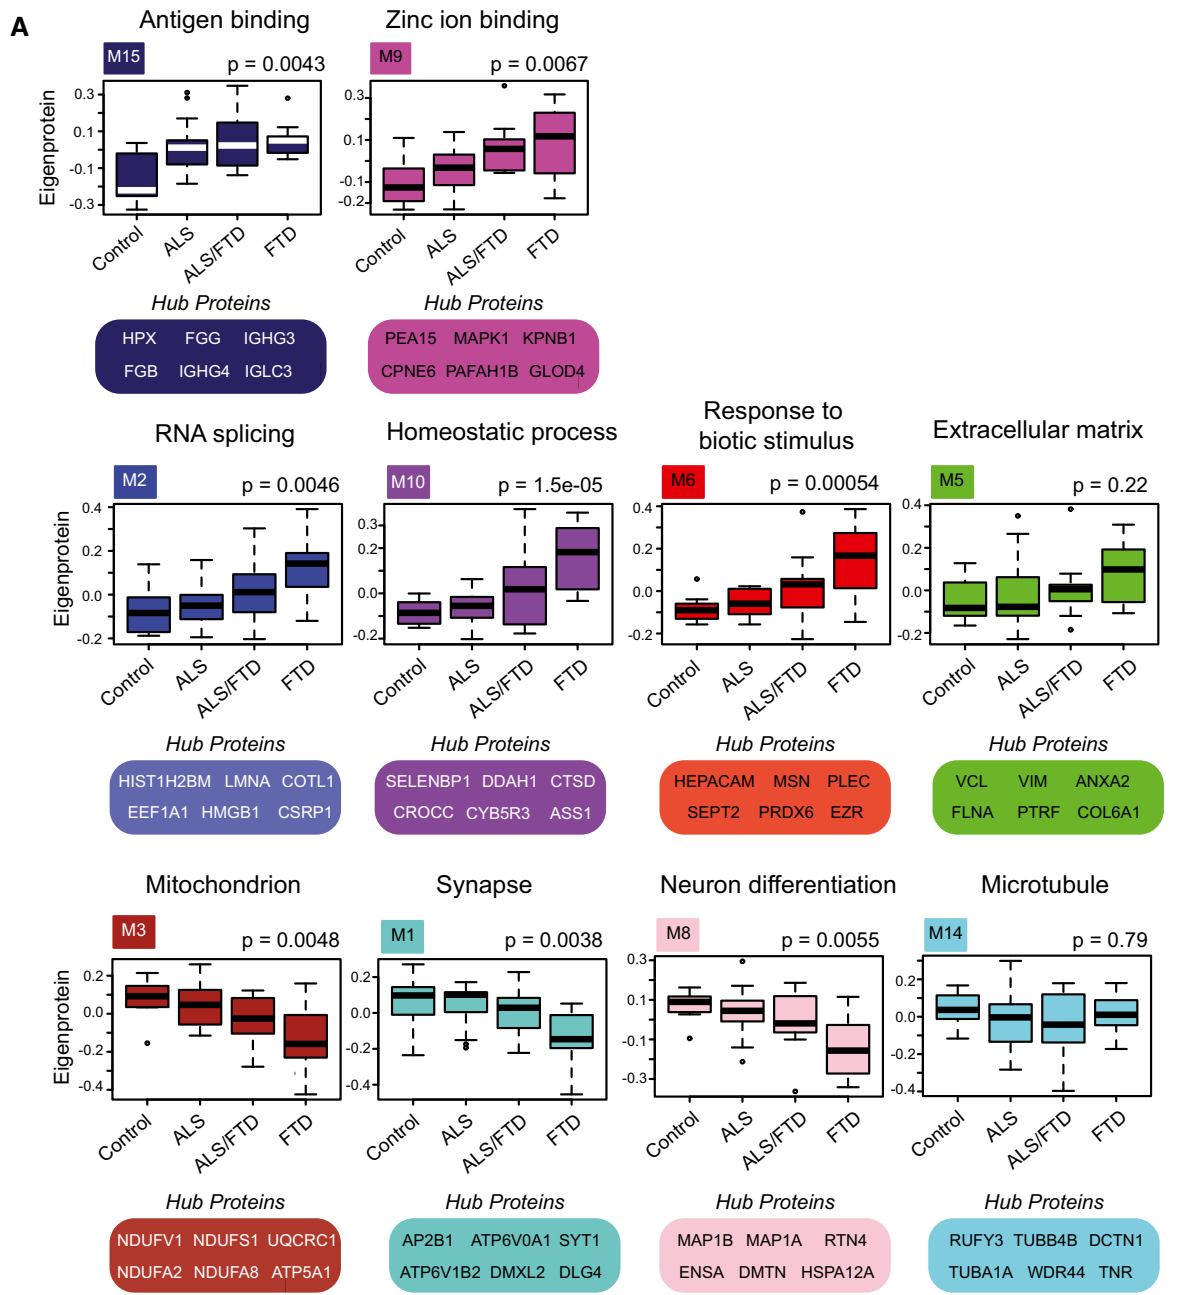 A
Antigen binding Zinc ion binding
M15 p = 0.0043 M9 p = 0.0067
Eigenprotein
0.3 0.1 -0.1 -0.3
0.3 0.1 -0.1 -0.2
Control ALS ALS/FTD FTD
Control ALS ALS/FTD FTD
Hub Proteins Hub Proteins
HPX FGG IGHG3 PEA15 MAPK1 KPNB1
FGB IGHG4 IGLC3 CPNE6 PAFAH1B GLOD4
RNA splicing Homeostatic process Response to biotic stimulus Extracellular matrix
M2 p = 0.0046 M10 p = 1.5e-05 M6 p = 0.00054 M5 p = 0.22
Eigenprotein
0.4 0.2 0.0 -0.2
0.3 0.2 0.0 -0.2
0.4 0.2 0.0 -0.2
0.4 0.2 0.0 -0.2
Control ALS ALS/FTD FTD
Control ALS ALS/FTD FTD
Control ALS ALS/FTD FTD
Control ALS ALS/FTD FTD
Hub Proteins Hub Proteins Hub Proteins Hub Proteins
HIST1H2BM LMNA COTL1 SELENBP1 DDAH1 CTSD HEPACAM MSN PLEC VCL VIM ANXA2
EEF1A1 HMGB1 CSRP1 CROCC CYB5R3 ASS1 SEPT2 PRDX6 EZR FLNA PTRF COL6A1
Mitochondrion Synapse Neuron differentiation Microtubule
M3 p = 0.0048 M1 p = 0.0038 M8 p = 0.0055 M14 p = 0.79
Eigenprotein
0.2 0.0 -0.2 -0.4
0.2 0.0 -0.2 -0.4
0.3 0.1 -0.1 -0.3
0.2 0.0 -0.2 -0.4
Control ALS ALS/FTD FTD
Control ALS ALS/FTD FTD
Control ALS ALS/FTD FTD
Control ALS ALS/FTD FTD
Hub Proteins Hub Proteins Hub Proteins Hub Proteins
NDUFV1 NDUFS1 UQCRC1 AP2B1 ATP6V0A1 SYT1 MAP1B MAP1A RTN4 RUFY3 TUBB4B DCTN1
NDUFA2 NDUFA8 ATP5A1 ATP6V1B2 DMXL2 DLG4 ENSA DMTN HSPA12A TUBA1A WDR44 TNR